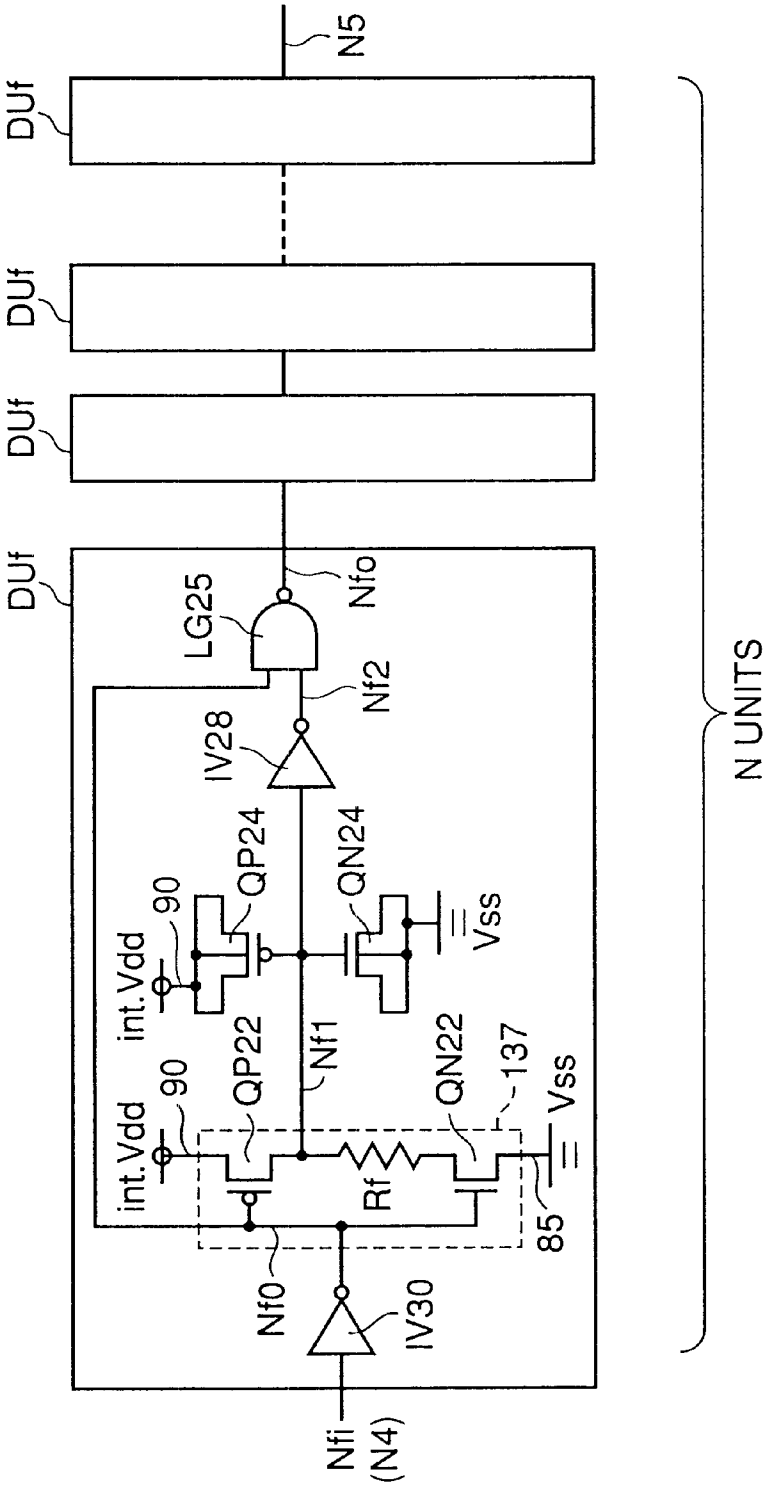 DUf
DUf
DUf
DUf
N5
LG25
Nfo
Nf2
IV28
int.Vdd
90
QP24
QN24
Vss
int.Vdd
90
QP22
Nf1
QN22
137
Rf
85
Vss
Nf0
IV30
Nfi
(N4)
N UNITS